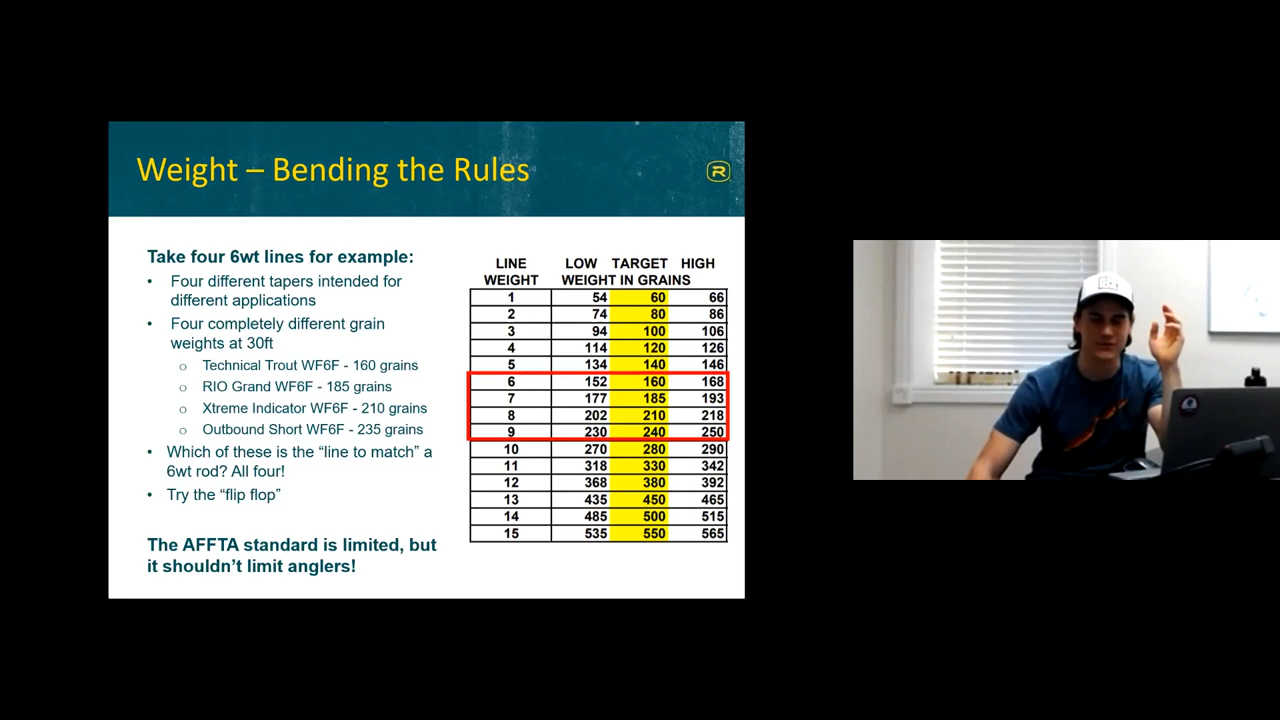 Weight – Bending the Rules
R
Take four 6wt lines for example:
• Four different tapers intended for
different applications
• Four completely different grain
weights at 30ft
o Technical Trout WF6F - 160 grains
o RIO Grand WF6F - 185 grains
o Xtreme Indicator WF6F - 210 grains
o Outbound Short WF6F - 235 grains
• Which of these is the “line to match” a
6wt rod? All four!
• Try the “flip flop”
The AFFTA standard is limited, but
it shouldn’t limit anglers!
LINE LOW TARGET HIGH
WEIGHT WEIGHT IN GRAINS
1 54 60 66
2 74 80 86
3 94 100 106
4 114 120 126
5 134 140 146
6 152 160 168
7 177 185 193
8 202 210 218
9 230 240 250
10 270 280 290
11 318 330 342
12 368 380 392
13 435 450 465
14 485 500 515
15 535 550 565